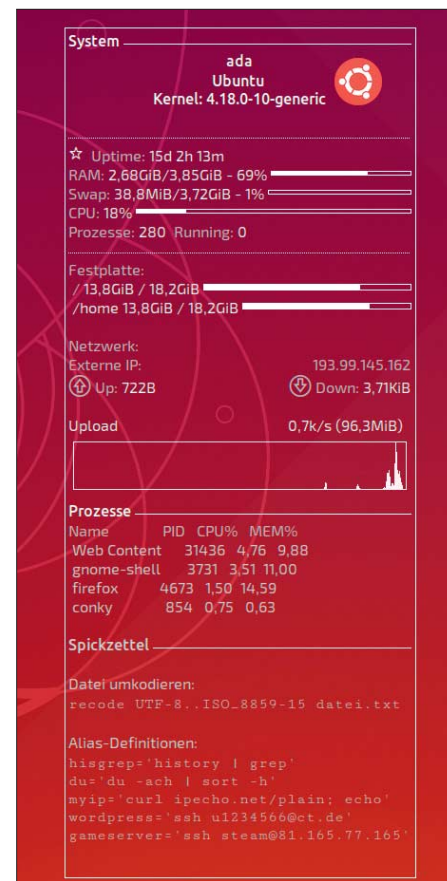 System
ada
Ubuntu
Kernel: 4.18.0-10-generic
Uptime: 15d 2h 13m
RAM: 2,68GiB/3,85GiB - 69%
Swap: 38,8MiB/3,72GiB - 1%
CPU: 18%
Prozesse: 280 Running: 0
Festplatte:
/ 13,8GiB / 18,2GiB
/home 13,8GiB / 18,2GiB
Netzwerk:
Externe IP: 193.99.145.162
Up: 722B Down: 3,71KiB
Upload 0,7k/s (96,3MiB)
Prozesse
Name PID CPU% MEM%
Web Content 31436 4,76 9,88
gnome-shell 3731 3,51 11,00
firefox 4673 1,50 14,59
conky 854 0,75 0,63
Spickzettel
Datei umkodieren:
recode UTF-8..ISO_8859-15 datei.txt
Alias-Definitionen:
hisgrep='history | grep'
du='du -ach | sort -h'
myip='curl ipecho.net/plain; echo'
wordpress='ssh u1234566@ct.de'
gameserver='ssh steam@81.165.77.165'